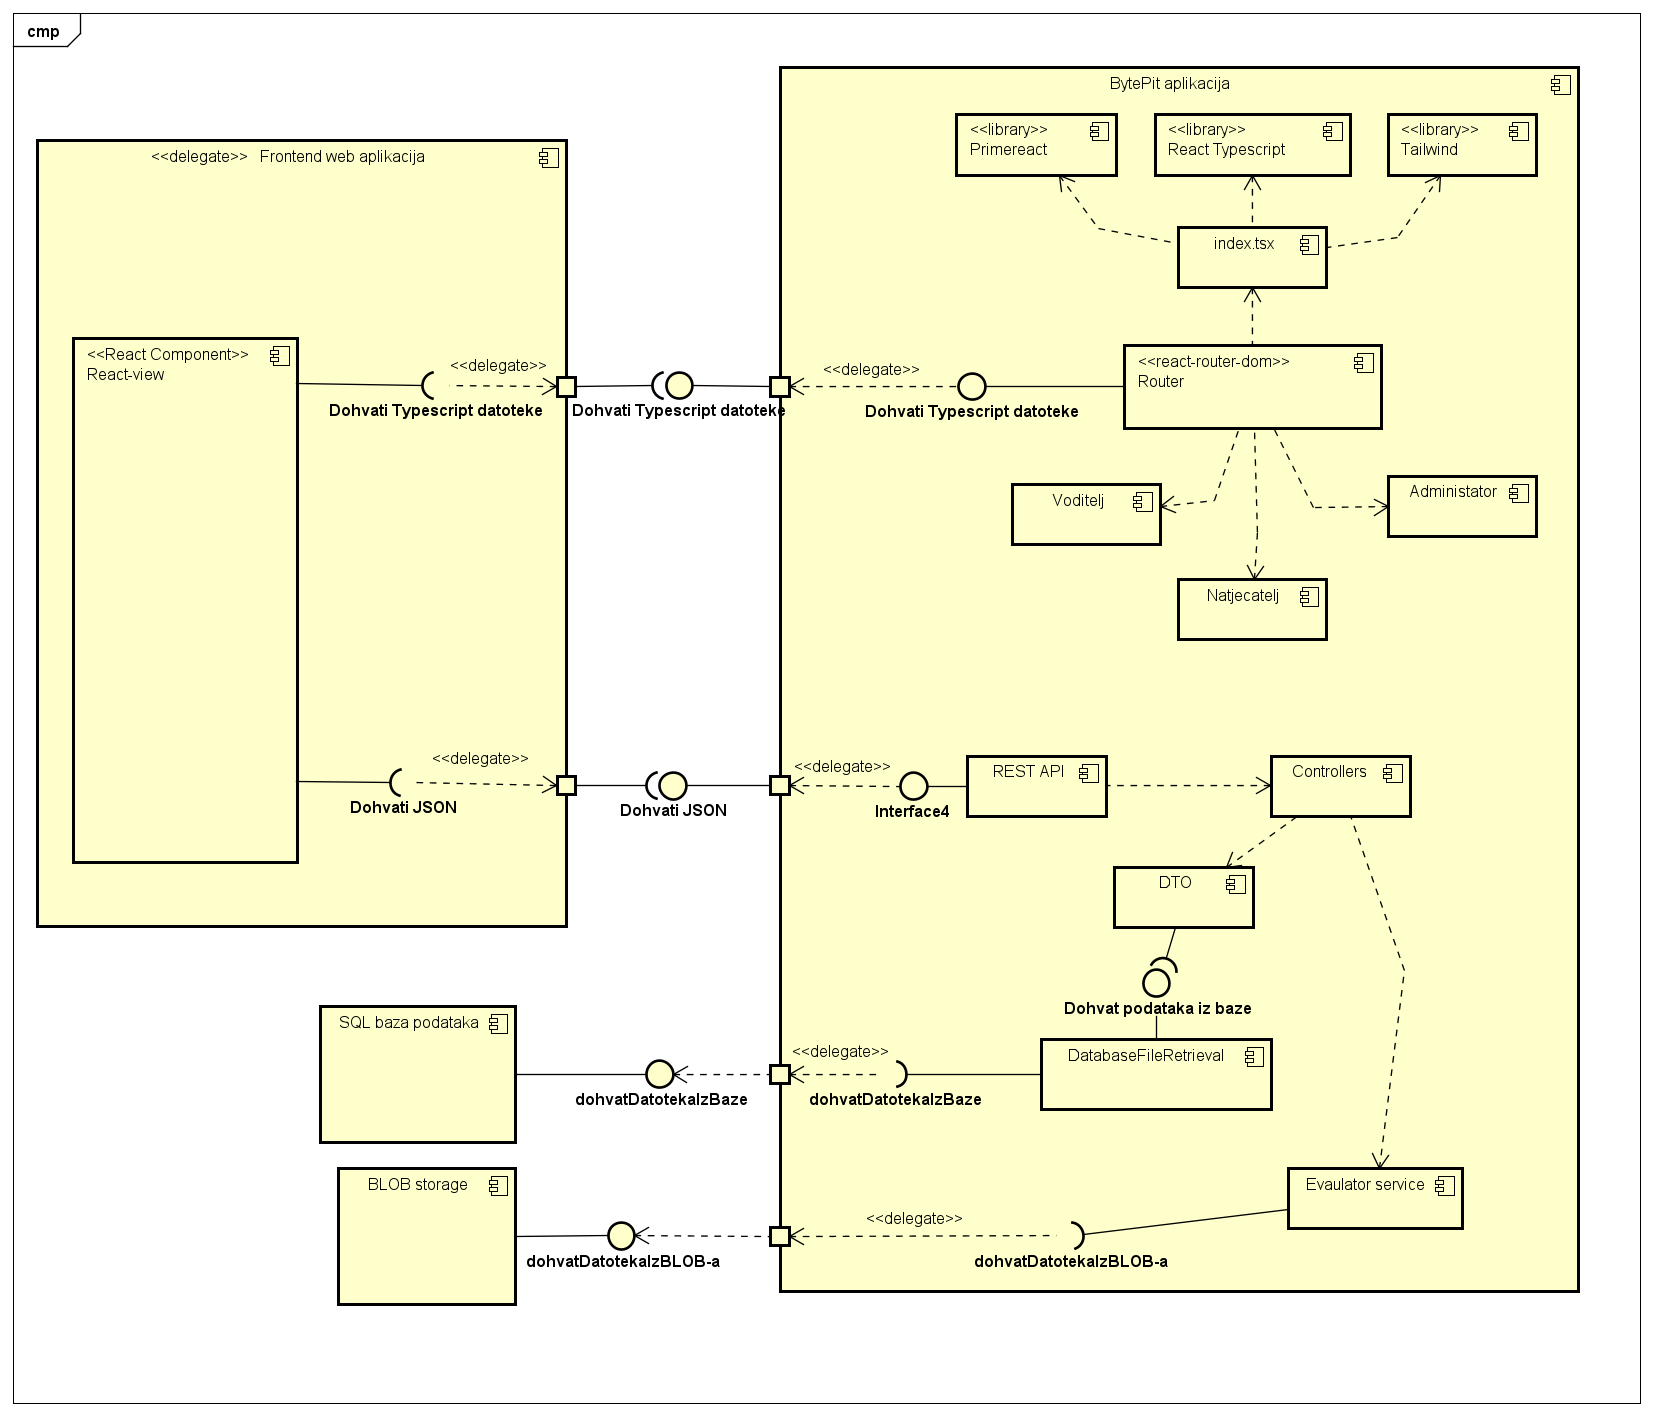 cmp
BytePit aplikacija
<<library>>
Primereact
<<library>>
React Typescript
<<library>>
Tailwind
<<delegate>> Frontend web aplikacija
index.tsx
<<React Component>>
React-view
<<delegate>>
Dohvati Typescript datoteke
Dohvati Typescript datoteke
<<delegate>>
Dohvati Typescript datoteke
<<react-router-dom>>
Router
Voditelj
Administator
Natjecatelj
<<delegate>>
Dohvati JSON
Dohvati JSON
<<delegate>>
Interface4
REST API
Controllers
DTO
Dohvat podataka iz baze
SQL baza podataka
dohvatDatotekaIzBaze
<<delegate>>
dohvatDatotekaIzBaze
DatabaseFileRetrieval
BLOB storage
dohvatDatotekaIzBLOB-a
<<delegate>>
dohvatDatotekaIzBLOB-a
Evaulator service